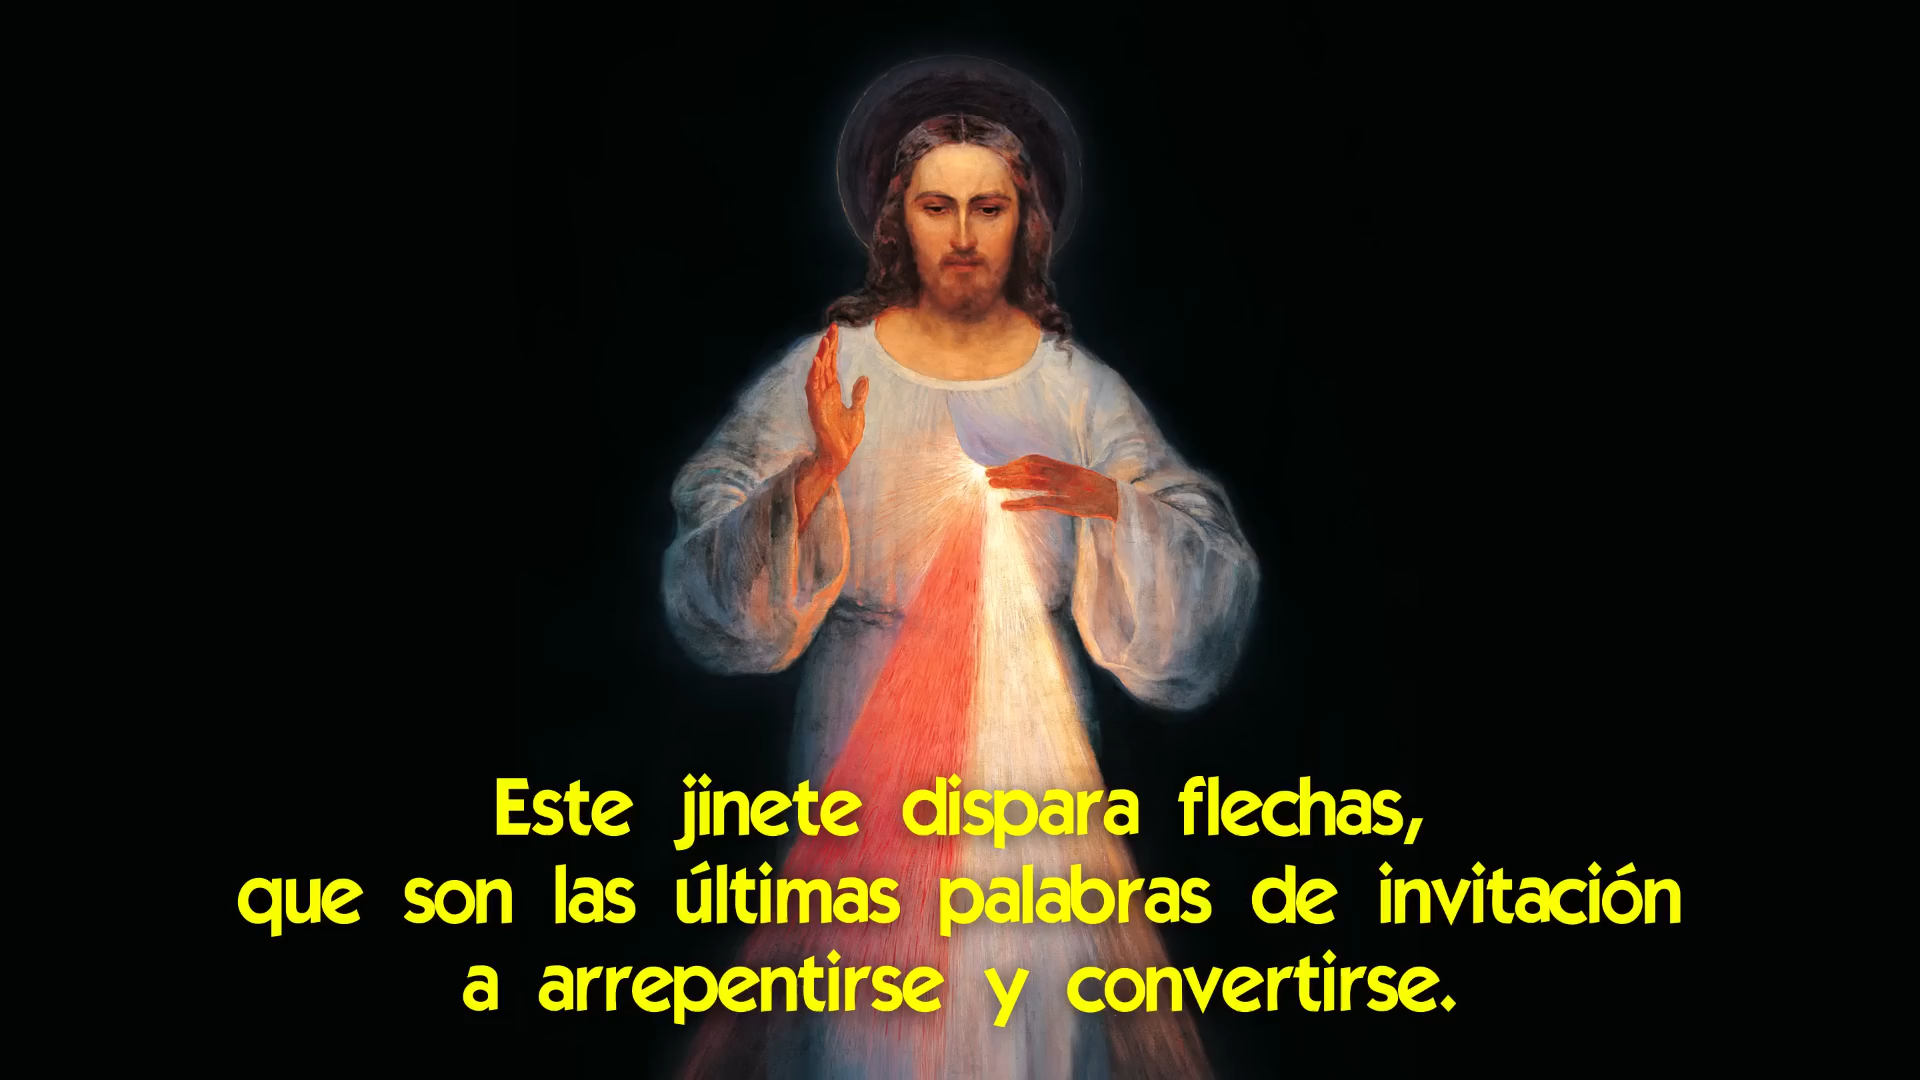 Este jinete dispara flechas,
que son las últimas palabras de invitación
a arrepentirse y convertirse.